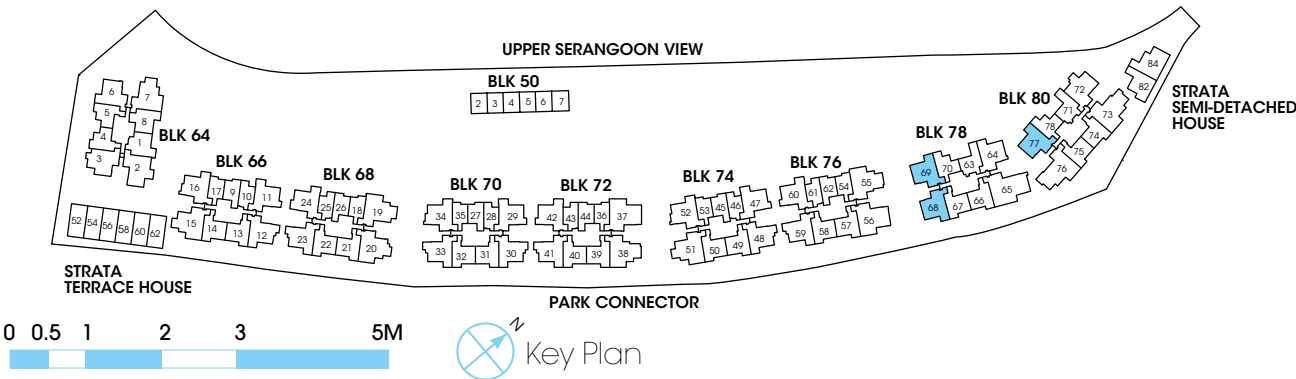 UPPER SERANGOON VIEW
BLK 50
2 3 4 5 6 7
BLK 64
6 7
5 8
4 1
3 2
BLK 66
16 17 9 10 11
15 14 13 12
BLK 68
24 25 26 18 19
23 22 21 20
BLK 70
34 35 27 28 29
33 32 31 30
BLK 72
42 43 44 36 37
41 40 39 38
BLK 74
52 53 45 46 47
51 50 49 48
BLK 76
60 61 62 54 55
59 58 57 56
BLK 78
69 70 63 64
68 67 66 65
BLK 80
72
71 73
78 74
77 75
76
84
82
STRATA
SEMI-DETACHED
HOUSE
52 54 56 58 60 62
STRATA
TERRACE HOUSE
PARK CONNECTOR
0 0.5 1 2 3 5M
N
Key Plan